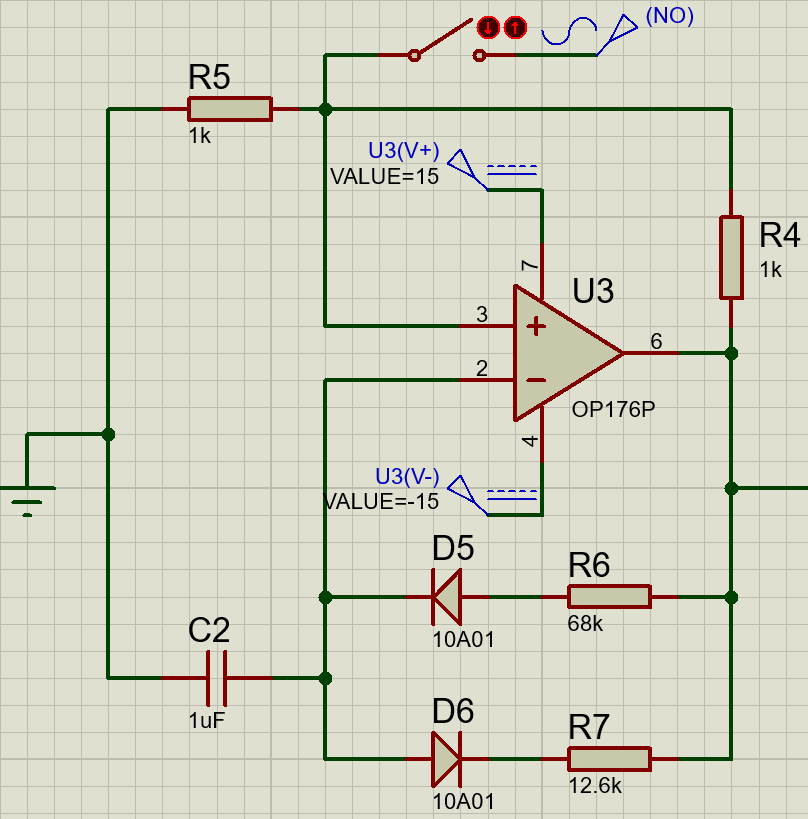 (NO)
R5
1k
U3(V+)
VALUE=15
R4
1k
7
U3
3
6
2
OP176P
4
U3(V-)
VALUE=-15
D5
R6
10A01
68k
C2
1uF
D6
R7
10A01
12.6k